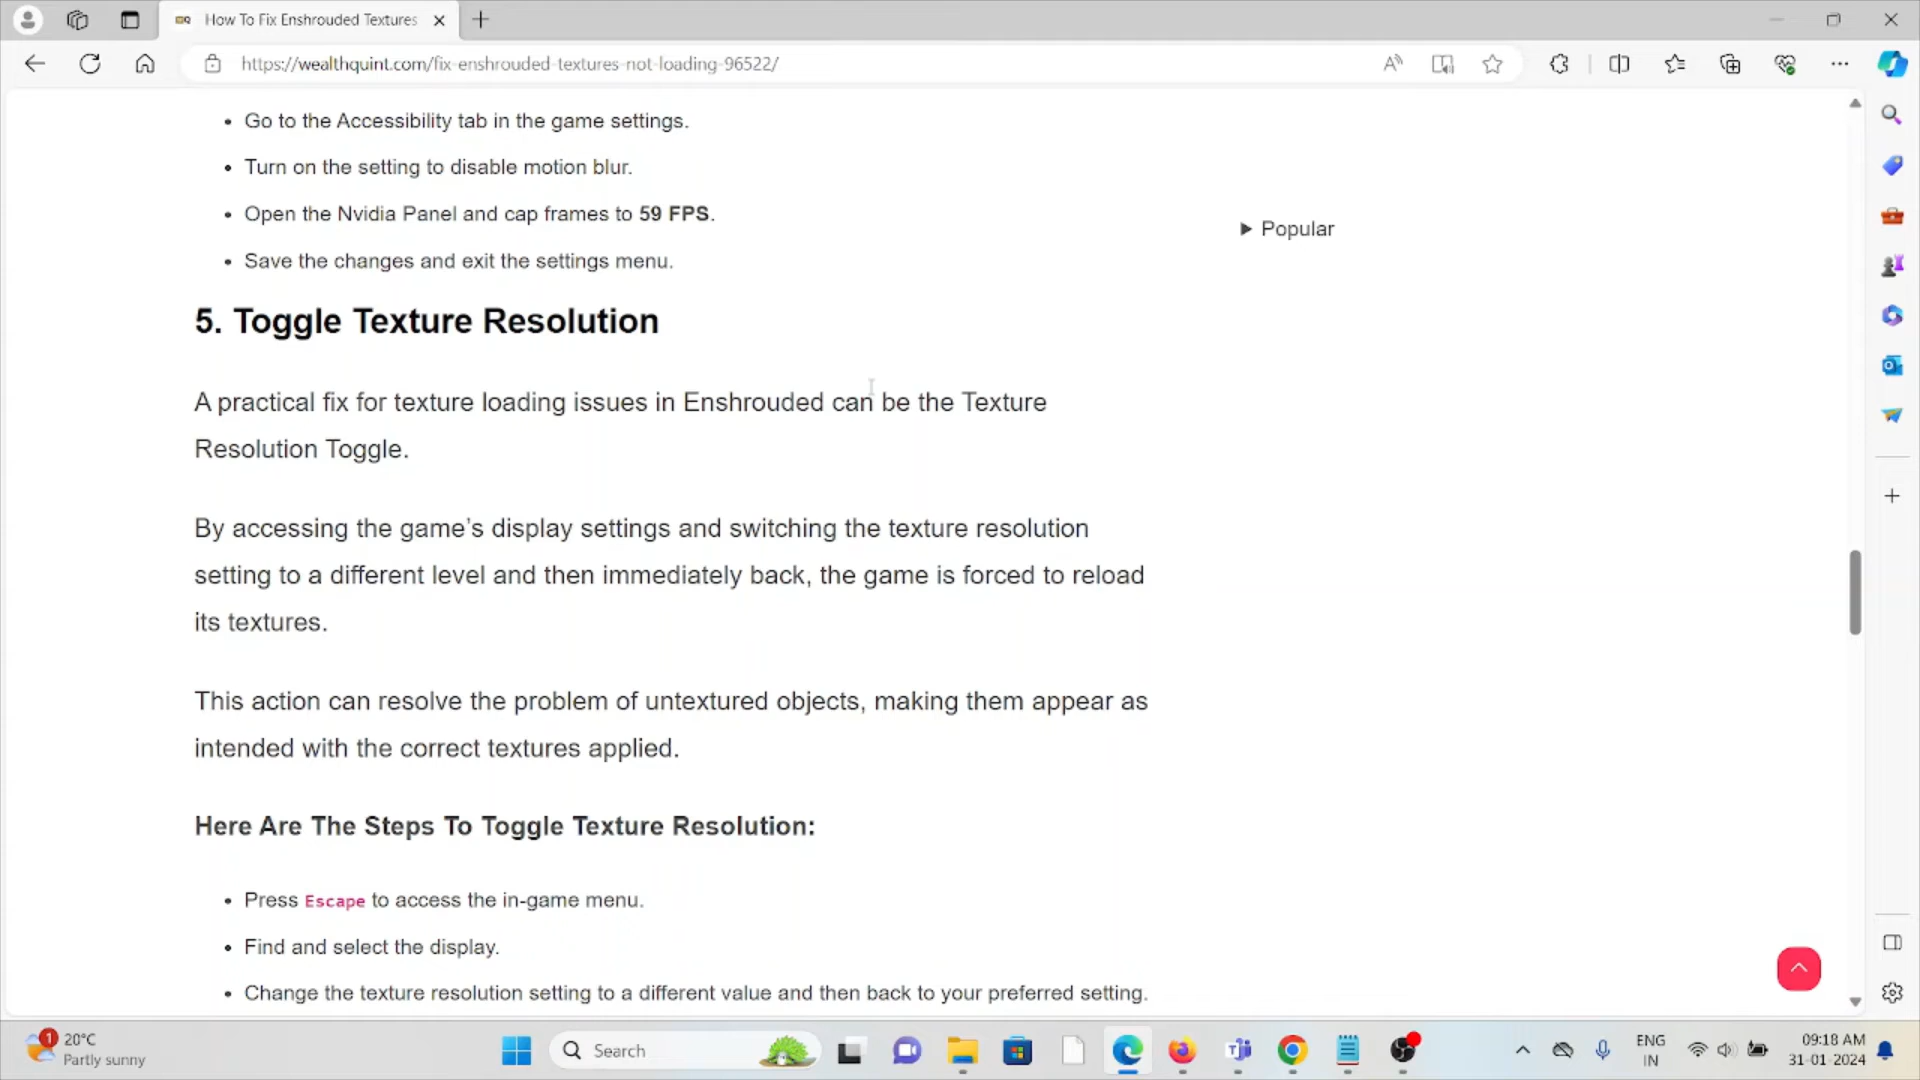 How To Fix Enshrouded Textures
https://wealthquint.com/fix-enshrouded-textures-not-loading-96522/
• Go to the Accessibility tab in the game settings.
• Turn on the setting to disable motion blur.
• Open the Nvidia Panel and cap frames to 59 FPS.
• Save the changes and exit the settings menu.
▶ Popular
5. Toggle Texture Resolution
A practical fix for texture loading issues in Enshrouded can be the Texture
Resolution Toggle.
By accessing the game’s display settings and switching the texture resolution
setting to a different level and then immediately back, the game is forced to reload
its textures.
This action can resolve the problem of untextured objects, making them appear as
intended with the correct textures applied.
Here Are The Steps To Toggle Texture Resolution:
• Press Escape to access the in-game menu.
• Find and select the display.
• Change the texture resolution setting to a different value and then back to your preferred setting.
1
20°C
Partly sunny
Search
ENG
IN
09:18 AM
31-01-2024